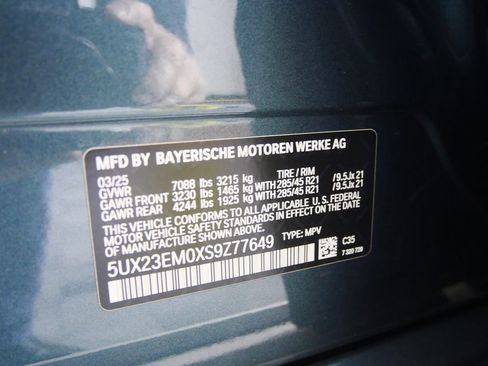 MFD BY BAYERISCHE MOTOREN WERKE AG
03/25 TIRE / RIM
GVWR 7088 lbs 3215 kg
GAWR FRONT 3230 lbs 1465 kg WITH 285/45 R21 /9.5Jx21
GAWR REAR 4244 lbs 1925 kg WITH 285/45 R21 /9.5Jx21
THIS VEHICLE CONFORMS TO ALL APPLICABLE U.S. FEDERAL
MOTOR VEHICLE SAFETY STANDARDS IN EFFECT ON THE DATE
OF MANUFACTURE SHOWN ABOVE.
5UX23EM0XS9Z77649 TYPE: MPV C35
7 320 729